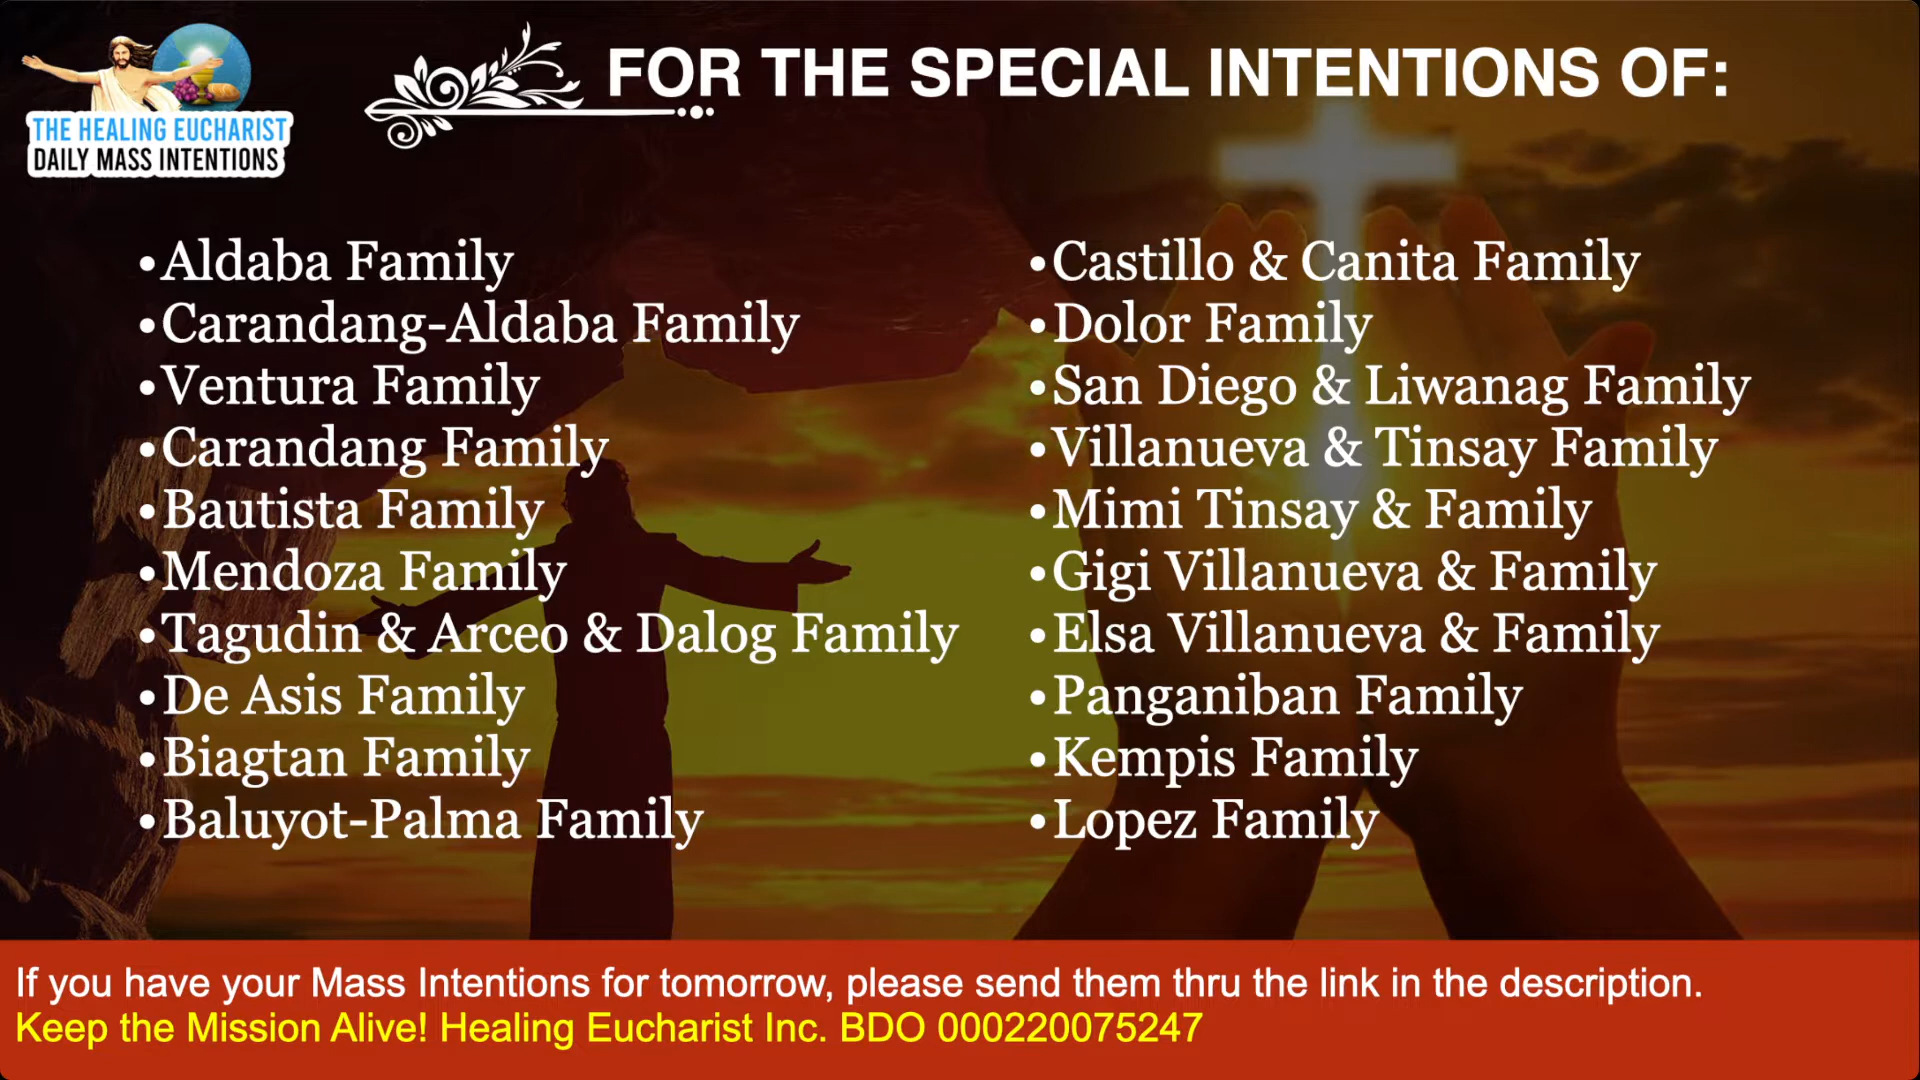 THE HEALING EUCHARIST
DAILY MASS INTENTIONS
FOR THE SPECIAL INTENTIONS OF:
•Aldaba Family
•Carandang-Aldaba Family
•Ventura Family
•Carandang Family
•Bautista Family
•Mendoza Family
•Tagudin & Arceo & Dalog Family
•De Asis Family
•Biagtan Family
•Baluyot-Palma Family
•Castillo & Canita Family
•Dolor Family
•San Diego & Liwanag Family
•Villanueva & Tinsay Family
•Mimi Tinsay & Family
•Gigi Villanueva & Family
•Elsa Villanueva & Family
•Panganiban Family
•Kempis Family
•Lopez Family
If you have your Mass Intentions for tomorrow, please send them thru the link in the description.
Keep the Mission Alive! Healing Eucharist Inc. BDO 000220075247